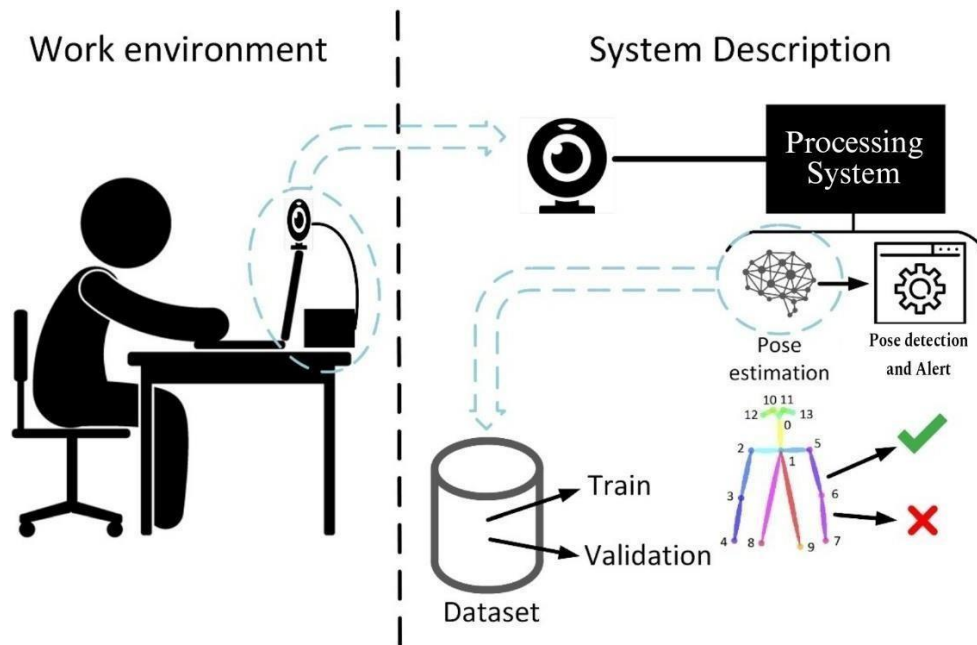 Work environment
System Description
Processing
System
Pose
estimation
Pose detection
and Alert
10 11
12 13
0
2 5
1
3 6
4 8 9 7
Train
Validation
Dataset